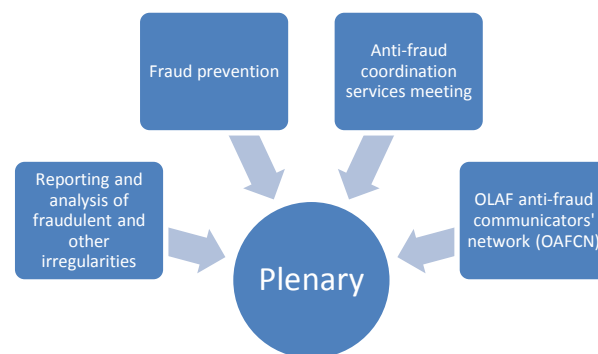 Fraud prevention
Anti-fraud
coordination
services meeting
Reporting and
analysis of
fraudulent and
other
irregularities
OLAF anti-fraud
communicators'
network (OAFCN)
Plenary